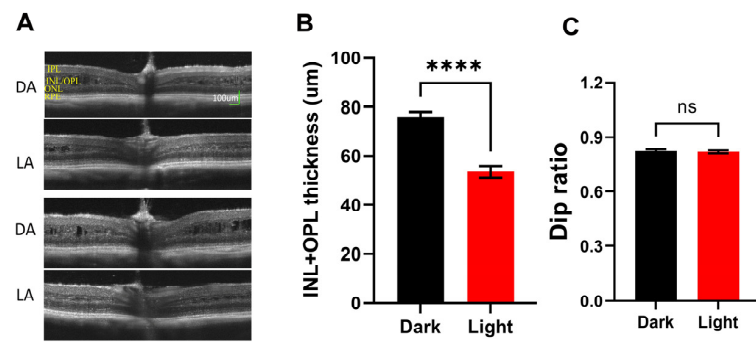 A
DA
IPL
INL/OPL
ONL
RPE
100um
LA
DA
LA
B
INL+OPL thickness (um)
100
80
60
40
20
0
****
Dark
Light
C
Dip ratio
1.2
0.9
0.6
0.3
0.0
ns
Dark
Light